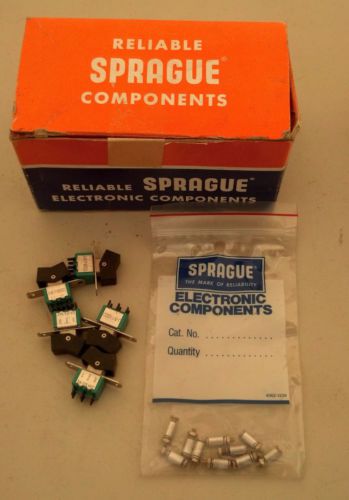 RELIABLE
SPRAGUE
COMPONENTS
RELIABLE SPRAGUE
ELECTRONIC COMPONENTS
SPRAGUE
THE MARK OF RELIABILITY
ELECTRONIC
COMPONENTS
Cat. No. .............
Quantity .............